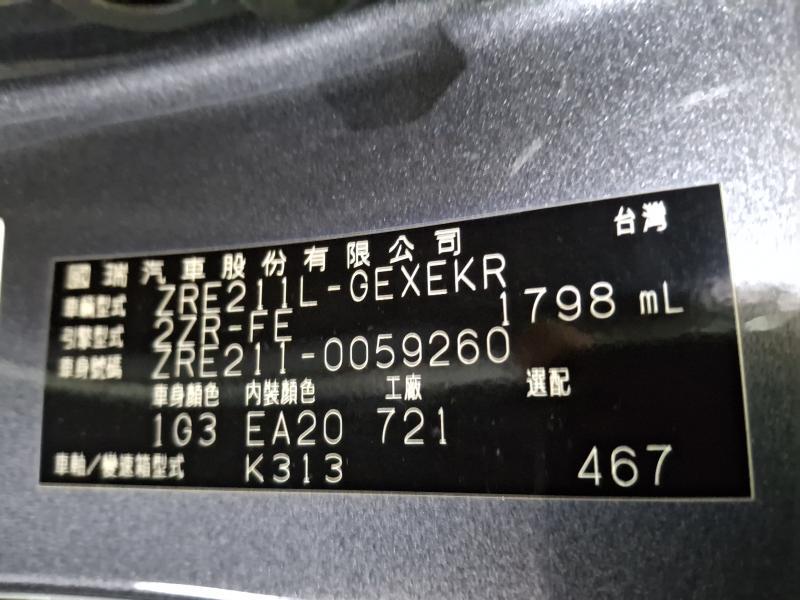 國瑞汽車股份有限公司 台灣
車輛型式 ZRE211L-GEXEKR
引擎型式 2ZR-FE 1798 mL
車身號碼 ZRE211-0059260
車身顏色 內裝顏色 工廠 選配
1G3 EA20 721
車軸/變速箱型式 K313 467